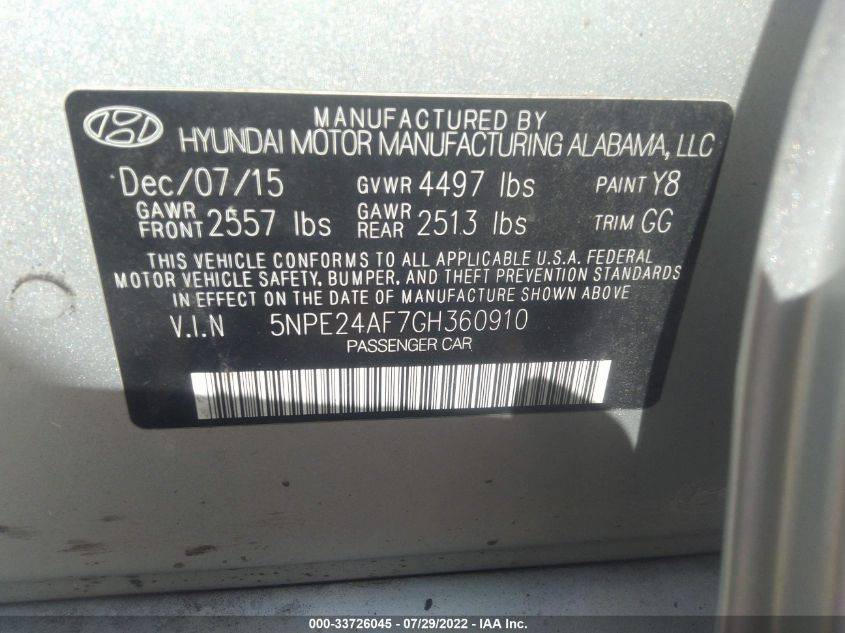 MANUFACTURED BY
HYUNDAI MOTOR MANUFACTURING ALABAMA, LLC
Dec/07/15 GVWR 4497 lbs PAINT Y8
GAWR FRONT 2557 lbs GAWR REAR 2513 lbs TRIM GG
THIS VEHICLE CONFORMS TO ALL APPLICABLE U.S.A. FEDERAL
MOTOR VEHICLE SAFETY, BUMPER, AND THEFT PREVENTION STANDARDS
IN EFFECT ON THE DATE OF MANUFACTURE SHOWN ABOVE
V.I.N 5NPE24AF7GH360910
PASSENGER CAR
000-33726045 - 07/29/2022 - IAA Inc.